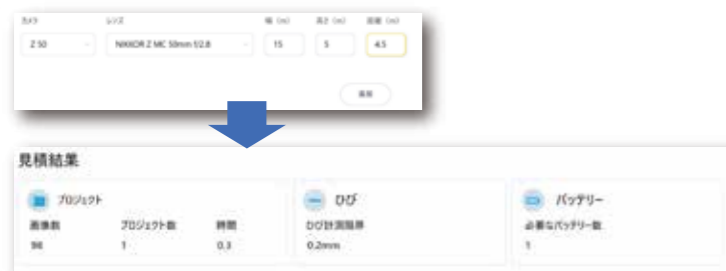 カメラ レンズ 幅 (m) 高さ (m) 距離 (m)
Z 50 NIKKOR Z MC 50mm f/2.8 15 5 4.5
見積結果
プロジェクト ひび バッテリー
画像数 プロジェクト数 時間 ひび計測限界 必要なバッテリー数
96 1 0.3 0.2mm 1